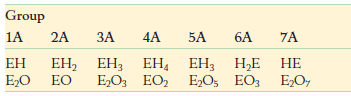 Group
1A 2A 3A 4A 5A 6A 7A
EH EH₂ EH₃ EH₄ EH₃ H₂E HE
E₂O EO E₂O₃ EO₂ E₂O₅ EO₃ E₂O₇